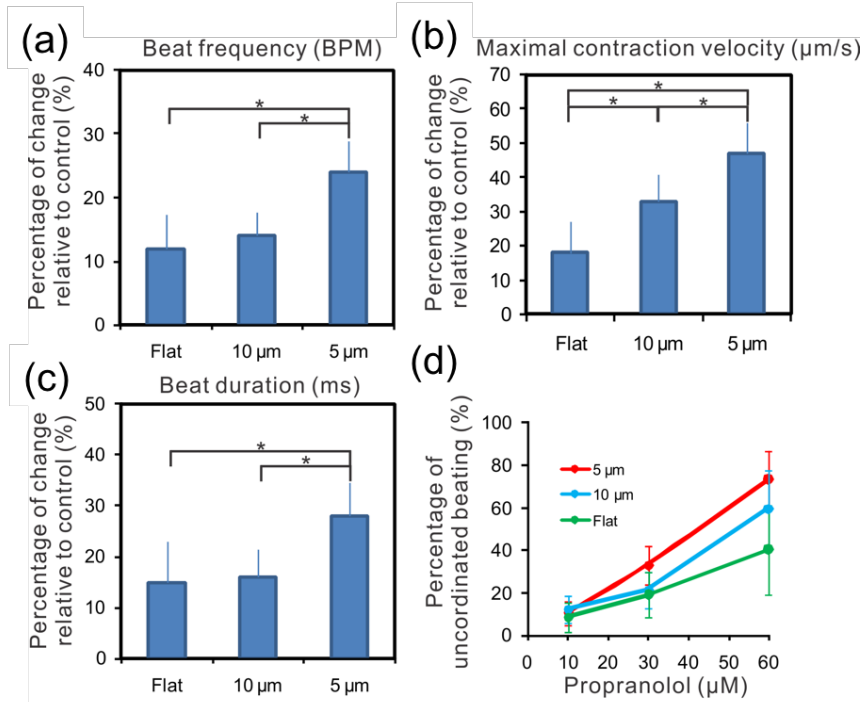 (a)
Beat frequency (BPM)
Percentage of change
relative to control (%)
40
30
20
10
0
*
*
Flat
10 µm
5 µm
(b)
Maximal contraction velocity (µm/s)
Percentage of change
relative to control (%)
70
60
50
40
30
20
10
0
*
*
*
Flat
10 µm
5 µm
(c)
Beat duration (ms)
Percentage of change
relative to control (%)
50
40
30
20
10
0
*
*
Flat
10 µm
5 µm
(d)
Percentage of
uncordinated beating (%)
100
80
60
40
20
0
5 µm
10 µm
Flat
0
10
20
30
40
50
60
Propranolol (µM)